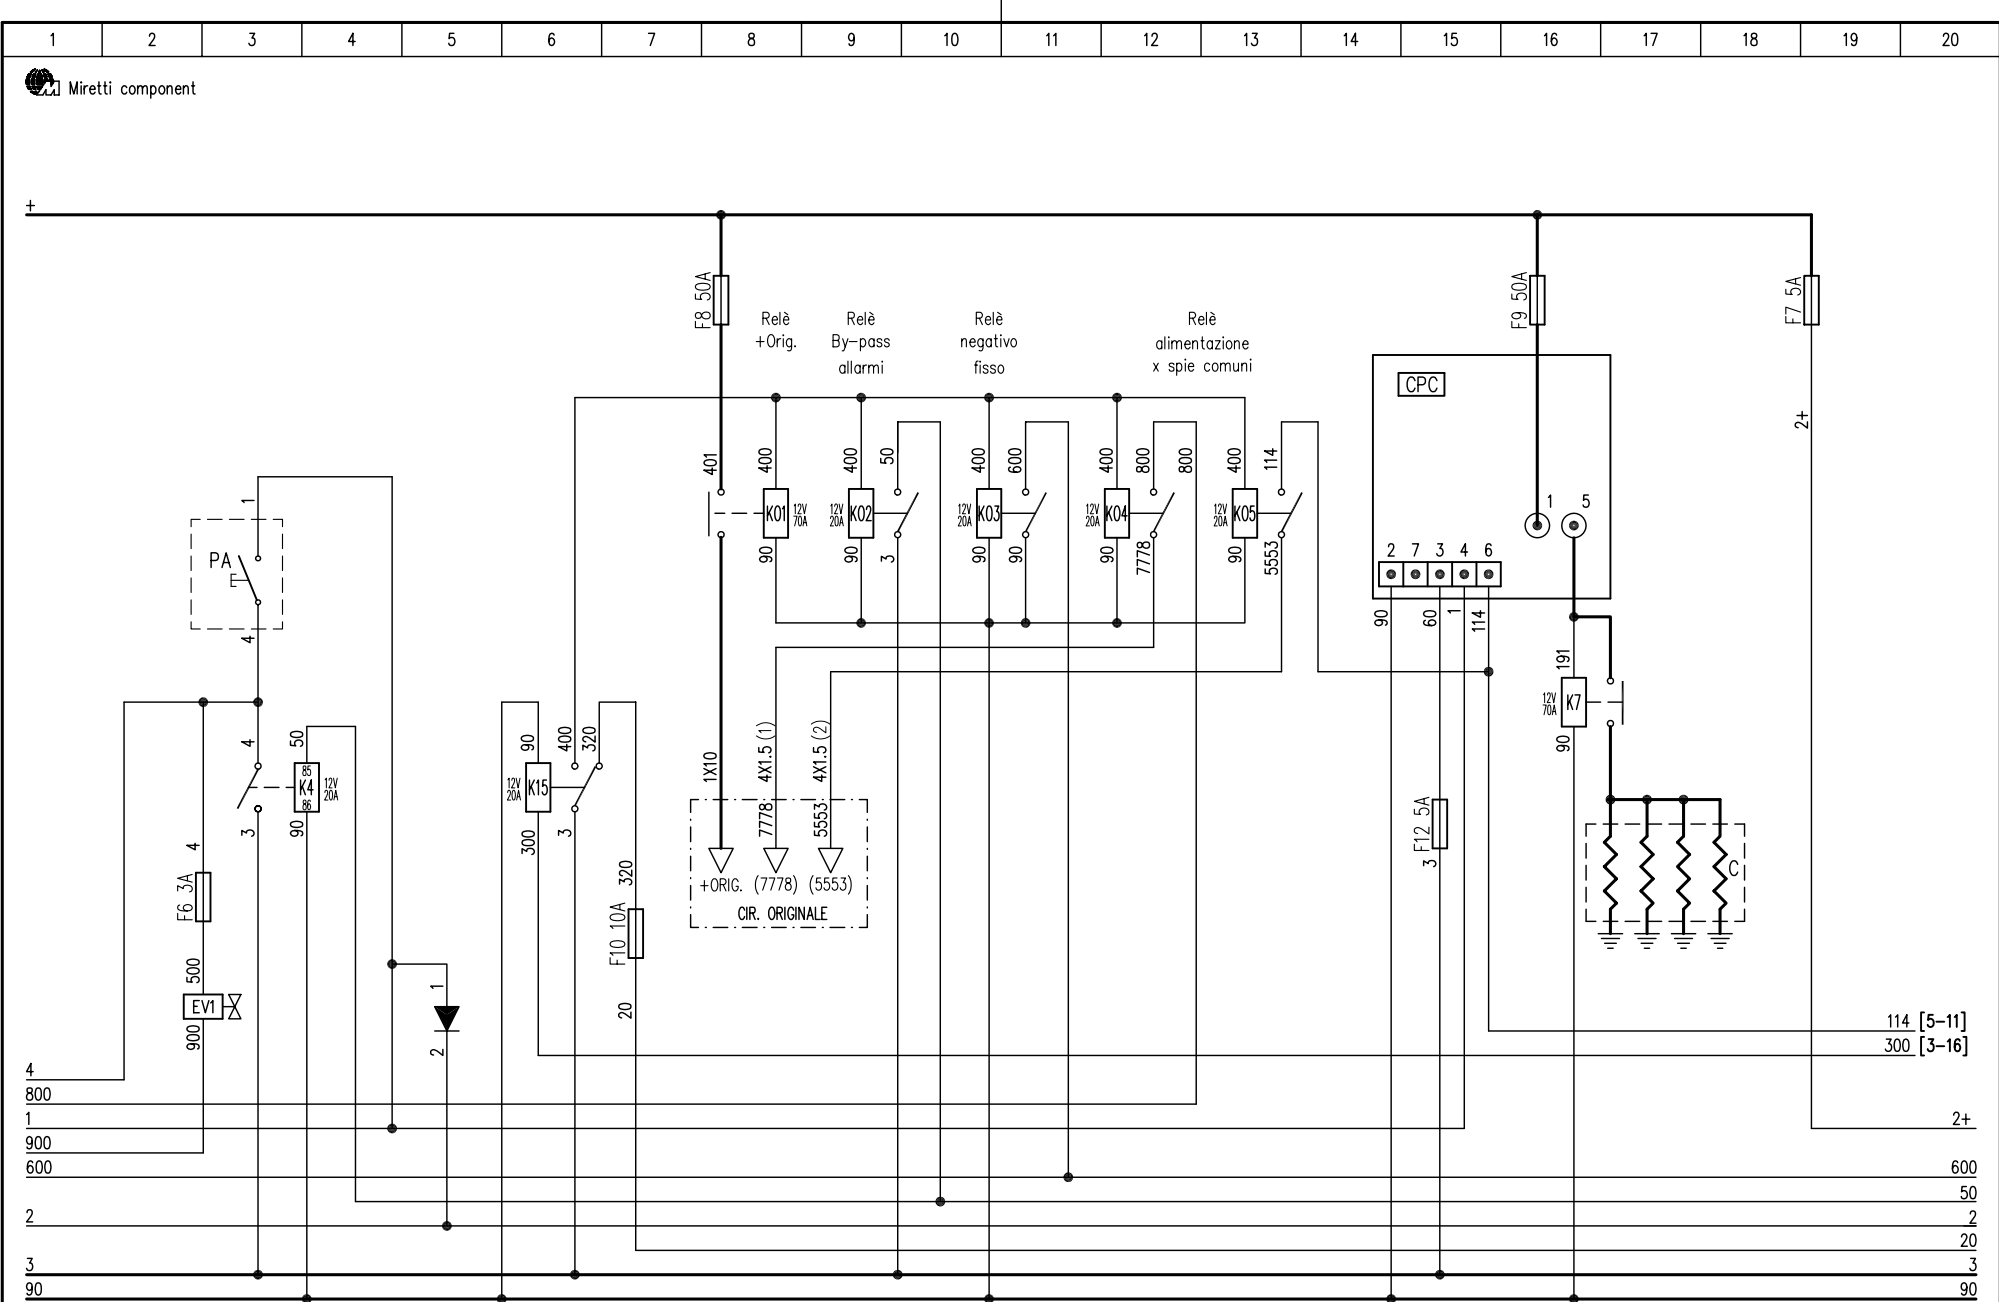 1 2 3 4 5 6 7 8 9 10 11 12 13 14 15 16 17 18 19 20
Miretti component
+
F8 50A
F9 50A
F7 5A
Relè
+Orig.
Relè
By-pass
allarmi
Relè
negativo
fisso
Relè
alimentazione
x spie comuni
CPC
2+
401
400
400
50
400
600
400
800
800
400
114
1
PA
4
K01
12V
70A
12V
20A
K02
12V
20A
K03
12V
20A
K04
12V
20A
K05
90
90
3
90
90
90
7778
90
5553
1 5
2 7 3 4 6
90
60
1
114
191
12V
70A
K7
90
4
50
85
K4
86
12V
20A
3
90
90
400
320
12V
20A
K15
300
3
1X10
4X1.5 (1)
4X1.5 (2)
7778
5553
+ORIG. (7778) (5553)
CIR. ORIGINALE
F12 5A
3
C
4
F6 3A
500
EV1
900
320
F10 10A
20
1
2
114 [5-11]
300 [3-16]
4
800
1
2+
900
600
600
50
2
2
20
3
3
90
90